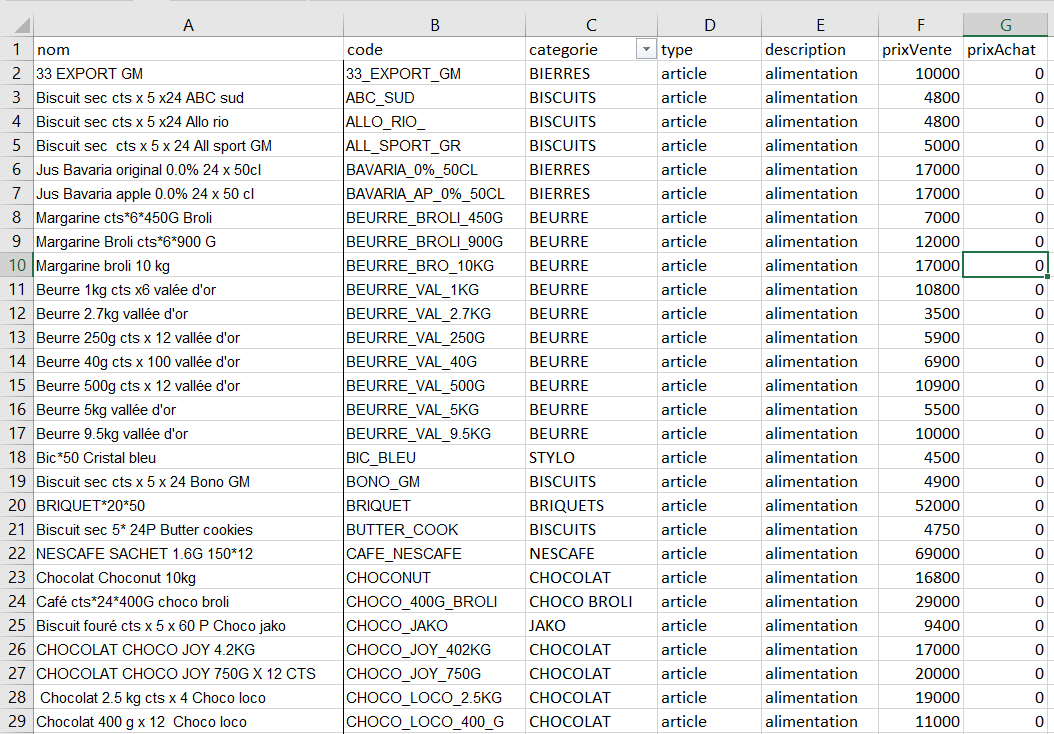 A B C D E F G
1 nom code categorie type description prixVente prixAchat
2 33 EXPORT GM 33_EXPORT_GM BIERRES article alimentation 10000 0
3 Biscuit sec cts x 5 x24 ABC sud ABC_SUD BISCUITS article alimentation 4800 0
4 Biscuit sec cts x 5 x24 Allo rio ALLO_RIO_ BISCUITS article alimentation 4800 0
5 Biscuit sec  cts x 5 x 24 All sport GM ALL_SPORT_GR BISCUITS article alimentation 5000 0
6 Jus Bavaria original 0.0% 24 x 50cl BAVARIA_0%_50CL BIERRES article alimentation 17000 0
7 Jus Bavaria apple 0.0% 24 x 50 cl BAVARIA_AP_0%_50CL BIERRES article alimentation 17000 0
8 Margarine cts*6*450G Broli BEURRE_BROLI_450G BEURRE article alimentation 7000 0
9 Margarine Broli cts*6*900 G BEURRE_BROLI_900G BEURRE article alimentation 12000 0
10 Margarine broli 10 kg BEURRE_BRO_10KG BEURRE article alimentation 17000 0
11 Beurre 1kg cts x6 valée d'or BEURRE_VAL_1KG BEURRE article alimentation 10800 0
12 Beurre 2.7kg vallée d'or BEURRE_VAL_2.7KG BEURRE article alimentation 3500 0
13 Beurre 250g cts x 12 vallée d'or BEURRE_VAL_250G BEURRE article alimentation 5900 0
14 Beurre 40g cts x 100 vallée d'or BEURRE_VAL_40G BEURRE article alimentation 6900 0
15 Beurre 500g cts x 12 vallée d'or BEURRE_VAL_500G BEURRE article alimentation 10900 0
16 Beurre 5kg vallée d'or BEURRE_VAL_5KG BEURRE article alimentation 5500 0
17 Beurre 9.5kg vallée d'or BEURRE_VAL_9.5KG BEURRE article alimentation 10000 0
18 Bic*50 Cristal bleu BIC_BLEU STYLO article alimentation 4500 0
19 Biscuit sec cts x 5 x 24 Bono GM BONO_GM BISCUITS article alimentation 4900 0
20 BRIQUET*20*50 BRIQUET BRIQUETS article alimentation 52000 0
21 Biscuit sec 5* 24P Butter cookies BUTTER_COOK BISCUITS article alimentation 4750 0
22 NESCAFE SACHET 1.6G 150*12 CAFE_NESCAFE NESCAFE article alimentation 69000 0
23 Chocolat Choconut 10kg CHOCONUT CHOCOLAT article alimentation 16800 0
24 Café cts*24*400G choco broli CHOCO_400G_BROLI CHOCO BROLI article alimentation 29000 0
25 Biscuit fouré cts x 5 x 60 P Choco jako CHOCO_JAKO JAKO article alimentation 9400 0
26 CHOCOLAT CHOCO JOY 4.2KG CHOCO_JOY_402KG CHOCOLAT article alimentation 17000 0
27 CHOCOLAT CHOCO JOY 750G X 12 CTS CHOCO_JOY_750G CHOCOLAT article alimentation 20000 0
28 Chocolat 2.5 kg cts x 4 Choco loco CHOCO_LOCO_2.5KG CHOCOLAT article alimentation 19000 0
29 Chocolat 400 g x 12  Choco loco CHOCO_LOCO_400_G CHOCOLAT article alimentation 11000 0